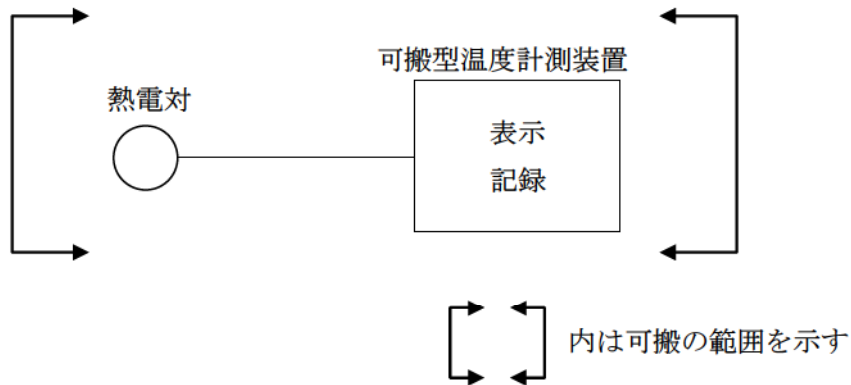 可搬型温度計測装置
熱電対
表示
記録
内は可搬の範囲を示す